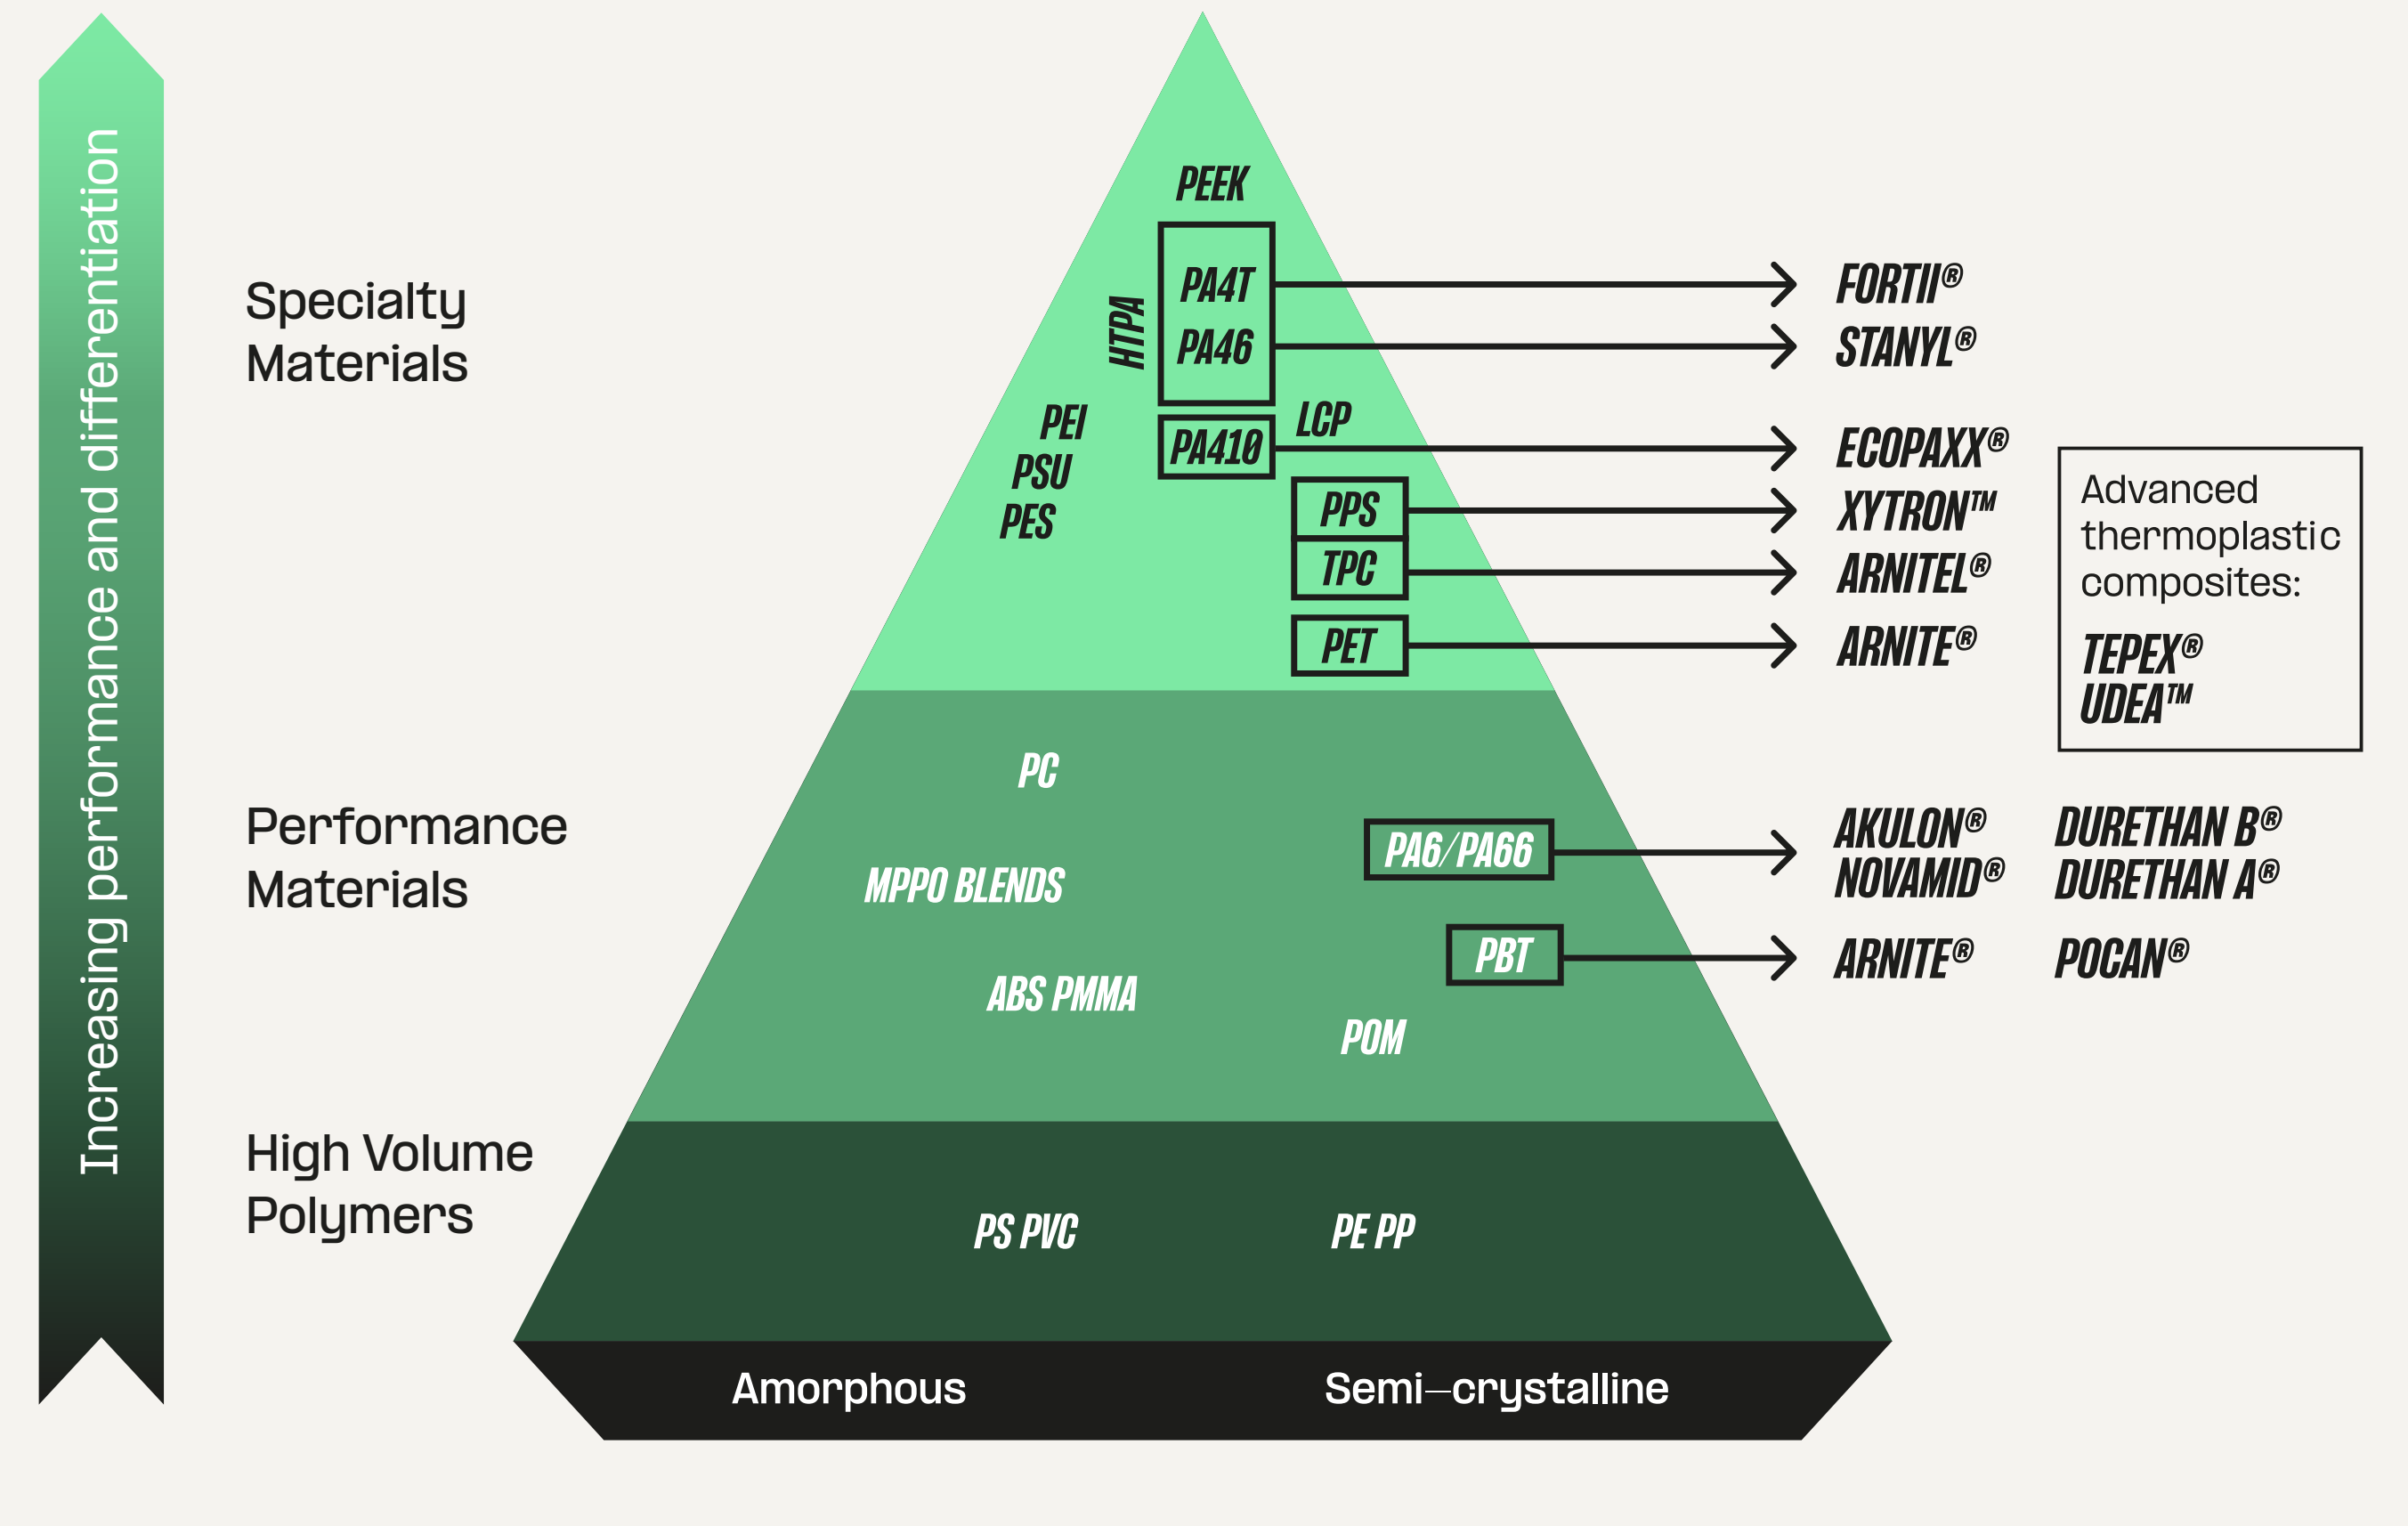 Increasing performance and differentiation
Specialty
Materials
PEEK
HTPA
PA4T
PA46
FORTII®
STANYL®
PEI
PSU
PES
PA410
LCP
ECOPAXX®
PPS
XYTRON™
TPC
ARNITEL®
PET
ARNITE®
Advanced
thermoplastic
composites:
TEPEX®
UDEA™
Performance
Materials
PC
MPPO BLENDS
ABS PMMA
PA6/PA66
AKULON®
NOVAMID®
DURETHAN B®
DURETHAN A®
PBT
ARNITE®
POCAN®
POM
High Volume
Polymers
PS PVC
PE PP
Amorphous
Semi–crystalline